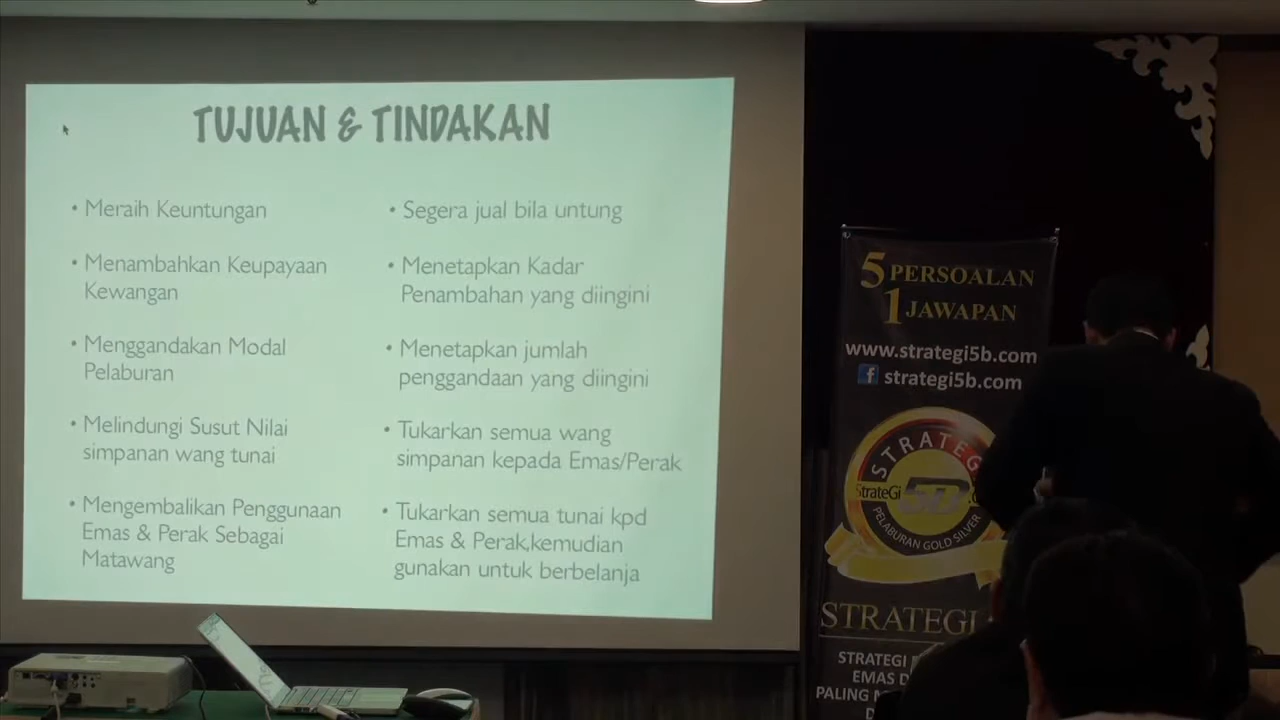 TUJUAN & TINDAKAN
• Meraih Keuntungan
• Menambahkan Keupayaan
Kewangan
• Menggandakan Modal
Pelaburan
• Melindungi Susut Nilai
simpanan wang tunai
• Mengembalikan Penggunaan
Emas & Perak Sebagai
Matawang
• Segera jual bila untung
• Menetapkan Kadar
Penambahan yang diingini
• Menetapkan jumlah
penggandaan yang diingini
• Tukarkan semua wang
simpanan kepada Emas/Perak
• Tukarkan semua tunai kpd
Emas & Perak,kemudian
gunakan untuk berbelanja
5 PERSOALAN
1 JAWAPAN
www.strategi5b.com
f strategi5b.com
STRATEG
StrateGi 5D
PELABURAN GOLD SILVER
STRATEGI
STRATEGI
EMAS
PALING